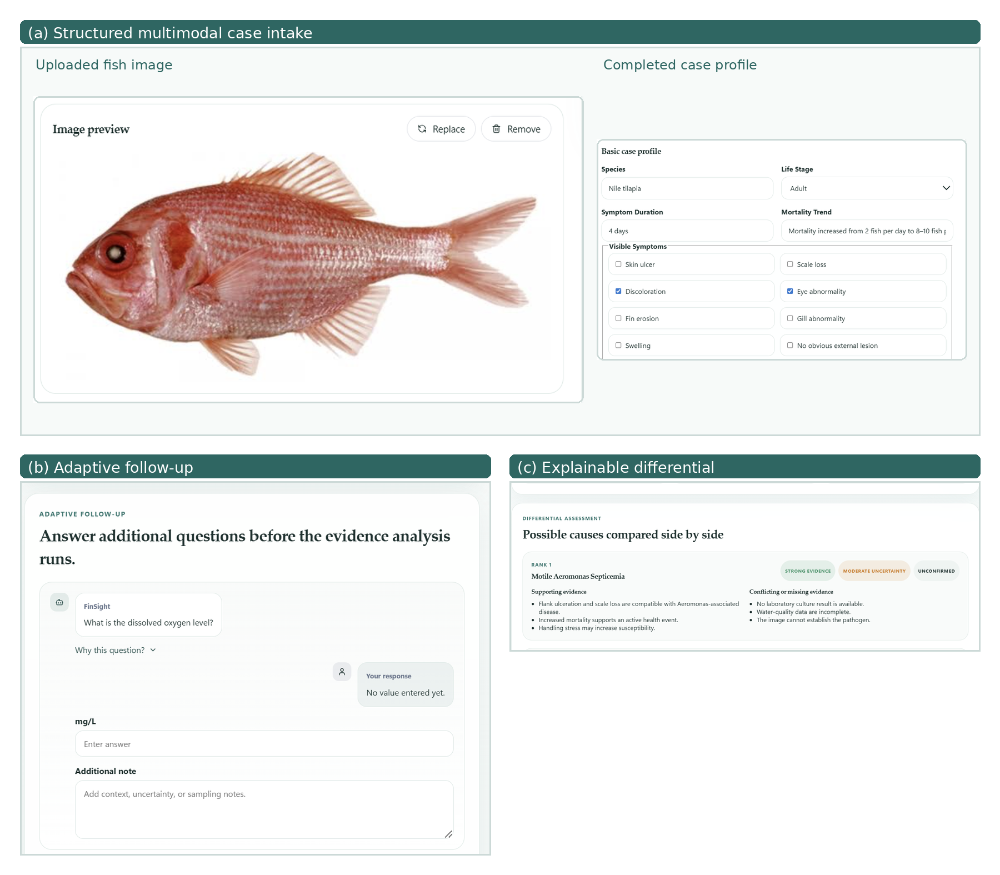 (a) Structured multimodal case intake
Uploaded fish image
Completed case profile
Image preview
Replace
Remove
Basic case profile
Species
Life Stage
Nile tilapia
Adult
Symptom Duration
Mortality Trend
4 days
Mortality increased from 2 fish per day to 8–10 fish
Visible Symptoms
Skin ulcer
Scale loss
Discoloration
Eye abnormality
Fin erosion
Gill abnormality
Swelling
No obvious external lesion
(b) Adaptive follow-up
ADAPTIVE FOLLOW-UP
Answer additional questions before the evidence analysis
runs.
FinSight
What is the dissolved oxygen level?
Why this question?
Your response
No value entered yet.
mg/L
Enter answer
Additional note
Add context, uncertainty, or sampling notes.
(c) Explainable differential
DIFFERENTIAL ASSESSMENT
Possible causes compared side by side
RANK 1
Motile Aeromonas Septicemia
STRONG EVIDENCE
MODERATE UNCERTAINTY
UNCONFIRMED
Supporting evidence
• Flank ulceration and scale loss are compatible with Aeromonas-associated
disease.
• Increased mortality supports an active health event.
• Handling stress may increase susceptibility.
Conflicting or missing evidence
• No laboratory culture result is available.
• Water-quality data are incomplete.
• The image cannot establish the pathogen.